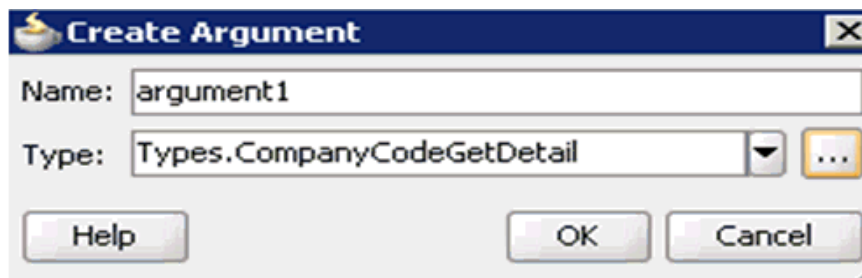 Create Argument
Name: argument1
Type: Types.CompanyCodeGetDetail ...
Help OK Cancel